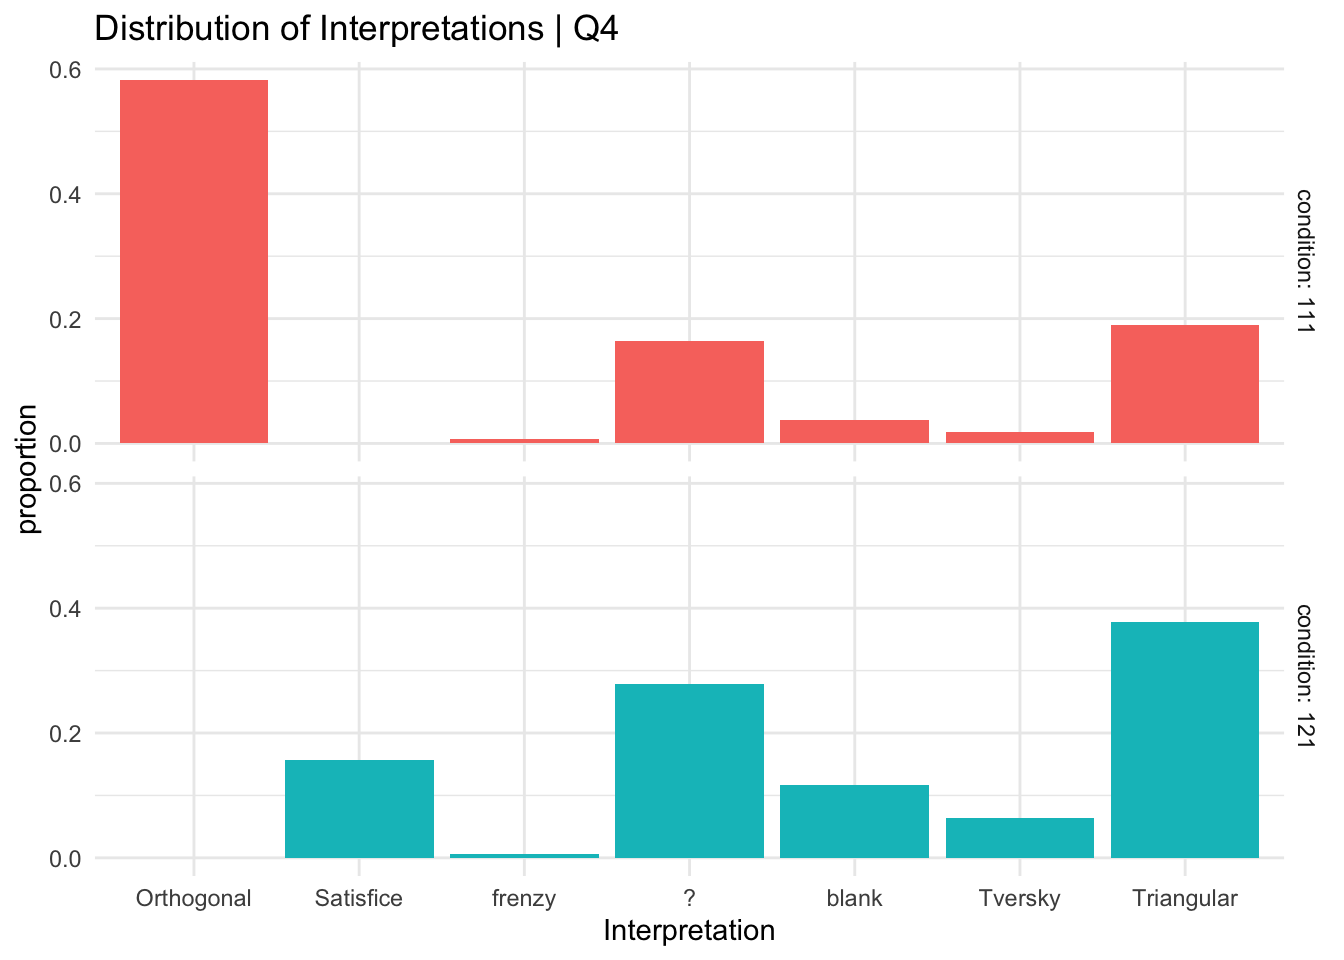 Distribution of Interpretations | Q4
0.6
0.4
0.2
0.0
condition: 111
0.6
0.4
0.2
0.0
condition: 121
proportion
Orthogonal Satisfice frenzy ? blank Tversky Triangular
Interpretation